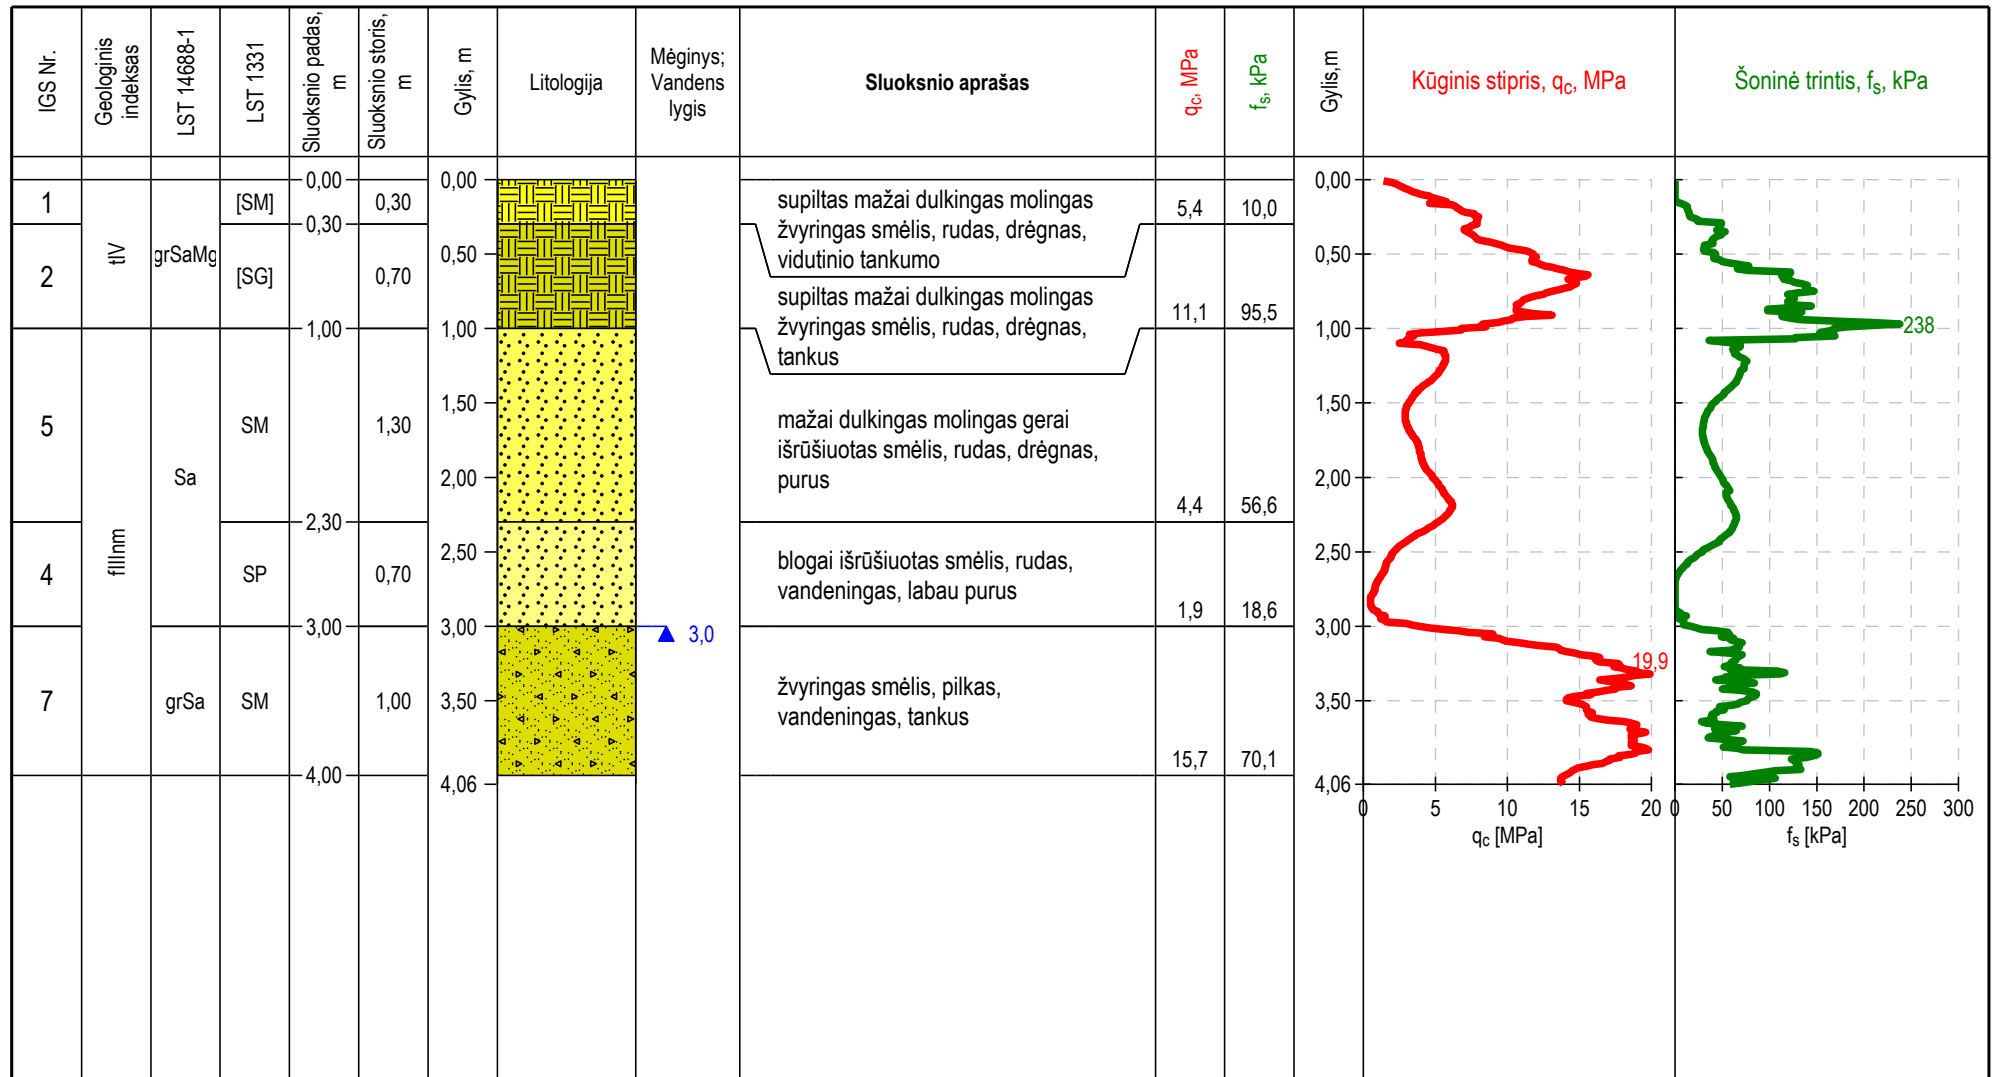 IGS Nr.
Geologinis
indeksas
LST 14688-1
LST 1331
Sluoksnio padas,
m
Sluoksnio storis,
m
Gylis, m
Litologija
Mėginys;
Vandens
lygis
Sluoksnio aprašas
qc, MPa
fs, kPa
Gylis,m
Kūginis stipris, qc, MPa
Šoninė trintis, fs, kPa
1
2
5
4
7
tIV
fIIInm
grSaMg
Sa
grSa
[SM]
[SG]
SM
SP
SM
0,00
0,30
1,00
2,30
3,00
4,00
0,30
0,70
1,30
0,70
1,00
0,00
0,50
1,00
1,50
2,00
2,50
3,00
3,50
4,06
3,0
supiltas mažai dulkingas molingas
žvyringas smėlis, rudas, drėgnas,
vidutinio tankumo
supiltas mažai dulkingas molingas
žvyringas smėlis, rudas, drėgnas,
tankus
mažai dulkingas molingas gerai
išrūšiuotas smėlis, rudas, drėgnas,
purus
blogai išrūšiuotas smėlis, rudas,
vandeningas, labau purus
žvyringas smėlis, pilkas,
vandeningas, tankus
5,4 10,0
11,1 95,5
4,4 56,6
1,9 18,6
15,7 70,1
0,00
0,50
1,00
1,50
2,00
2,50
3,00
3,50
4,06
19,9
0 5 10 15 20
qc [MPa]
238
0 50 100 150 200 250 300
fs [kPa]